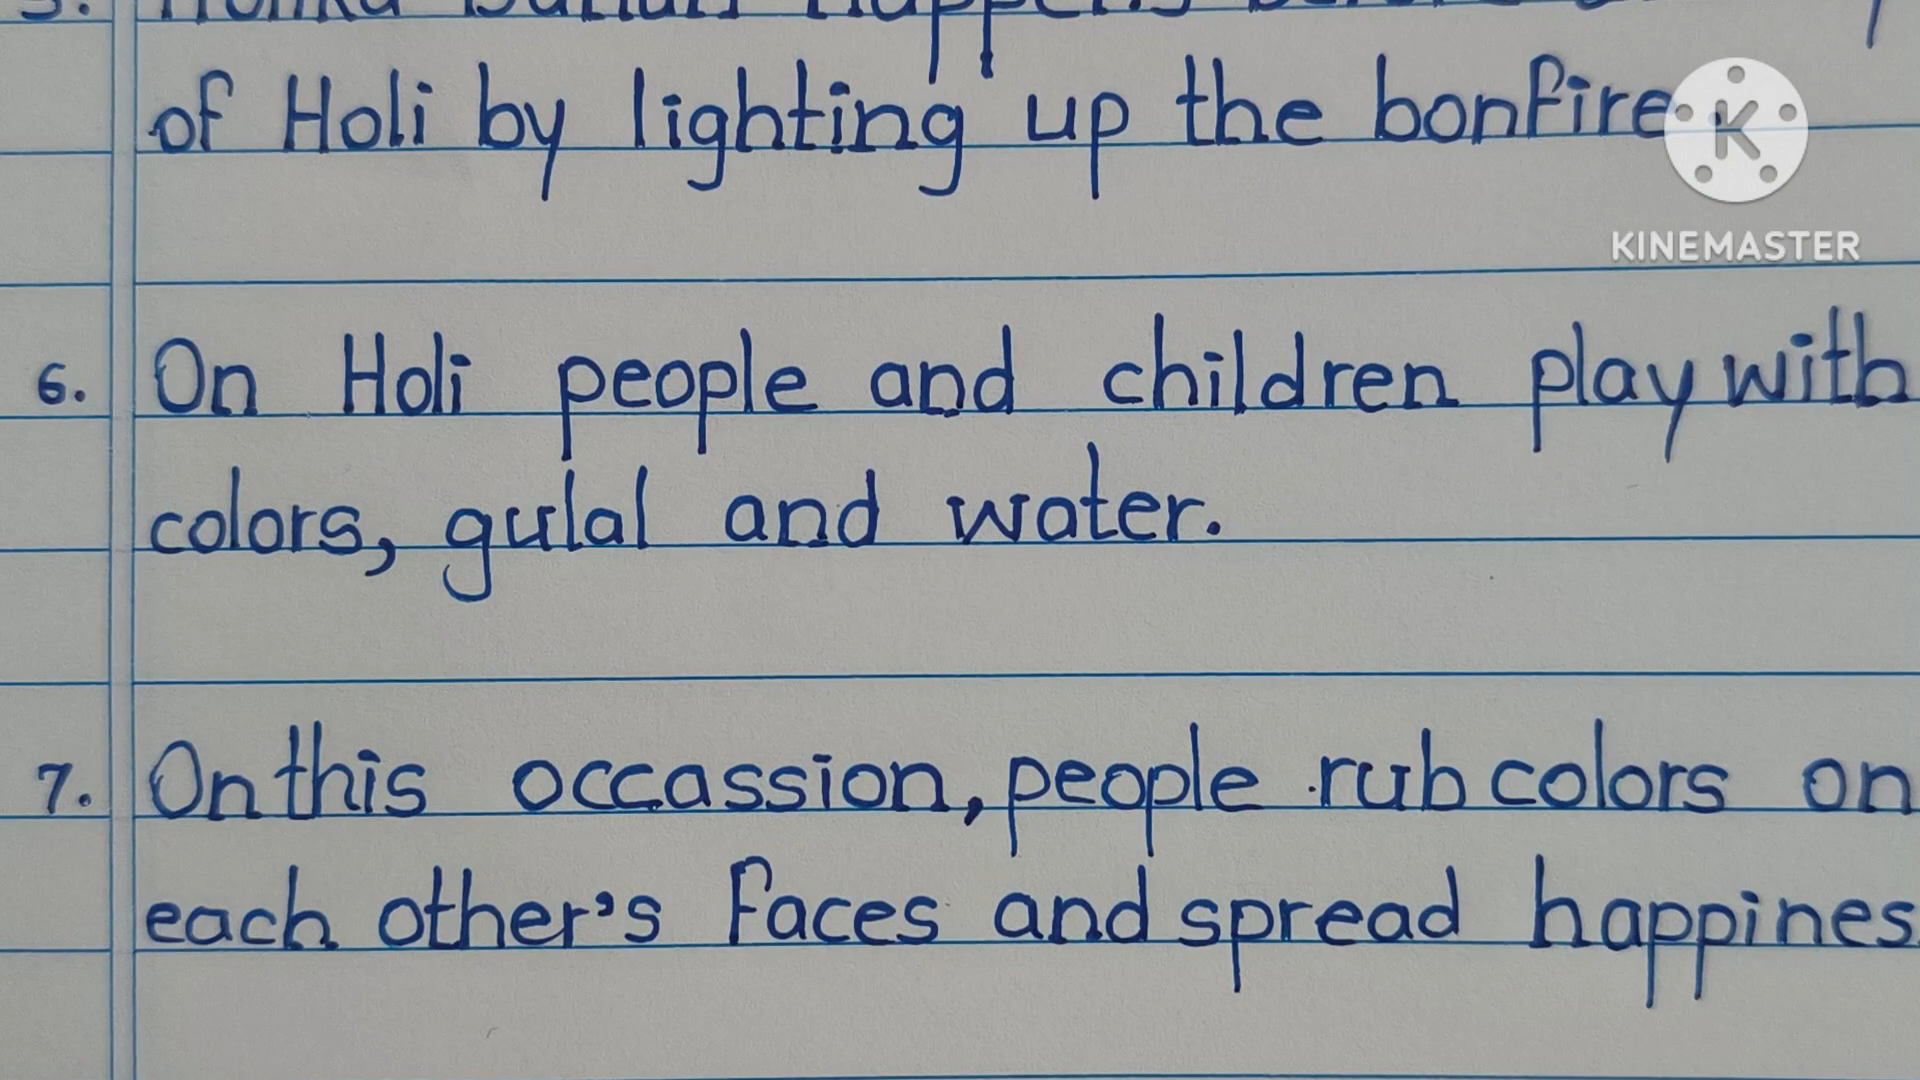 of Holi by lighting up the bonfire.
KINEMASTER
6. On Holi people and children play with
colors, gulal and water.
7. On this occassion, people rub colors on
each other's faces and spread happines